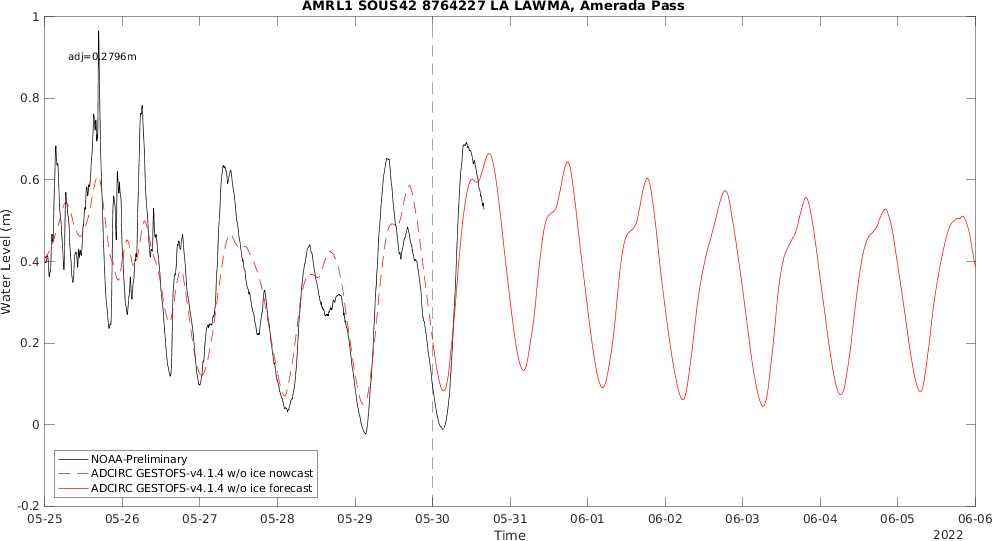 AMRL1 SOUS42 8764227 LA LAWMA, Amerada Pass
adj=0.2796m
Water Level (m)
1
0.8
0.6
0.4
0.2
0
-0.2
NOAA-Preliminary
ADCIRC GESTOFS-v4.1.4 w/o ice nowcast
ADCIRC GESTOFS-v4.1.4 w/o ice forecast
05-25 05-26 05-27 05-28 05-29 05-30 05-31 06-01 06-02 06-03 06-04 06-05 06-06
Time
2022